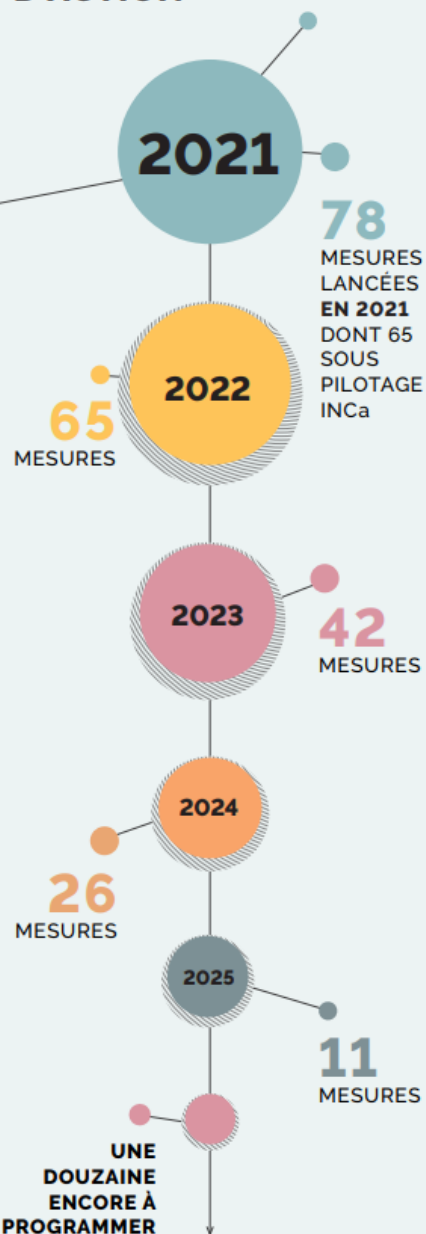 2021
78
MESURES
LANCÉES
EN 2021
DONT 65
SOUS
PILOTAGE
INCa
2022
65
MESURES
2023
42
MESURES
2024
26
MESURES
2025
11
MESURES
UNE
DOUZAINE
ENCORE À
PROGRAMMER